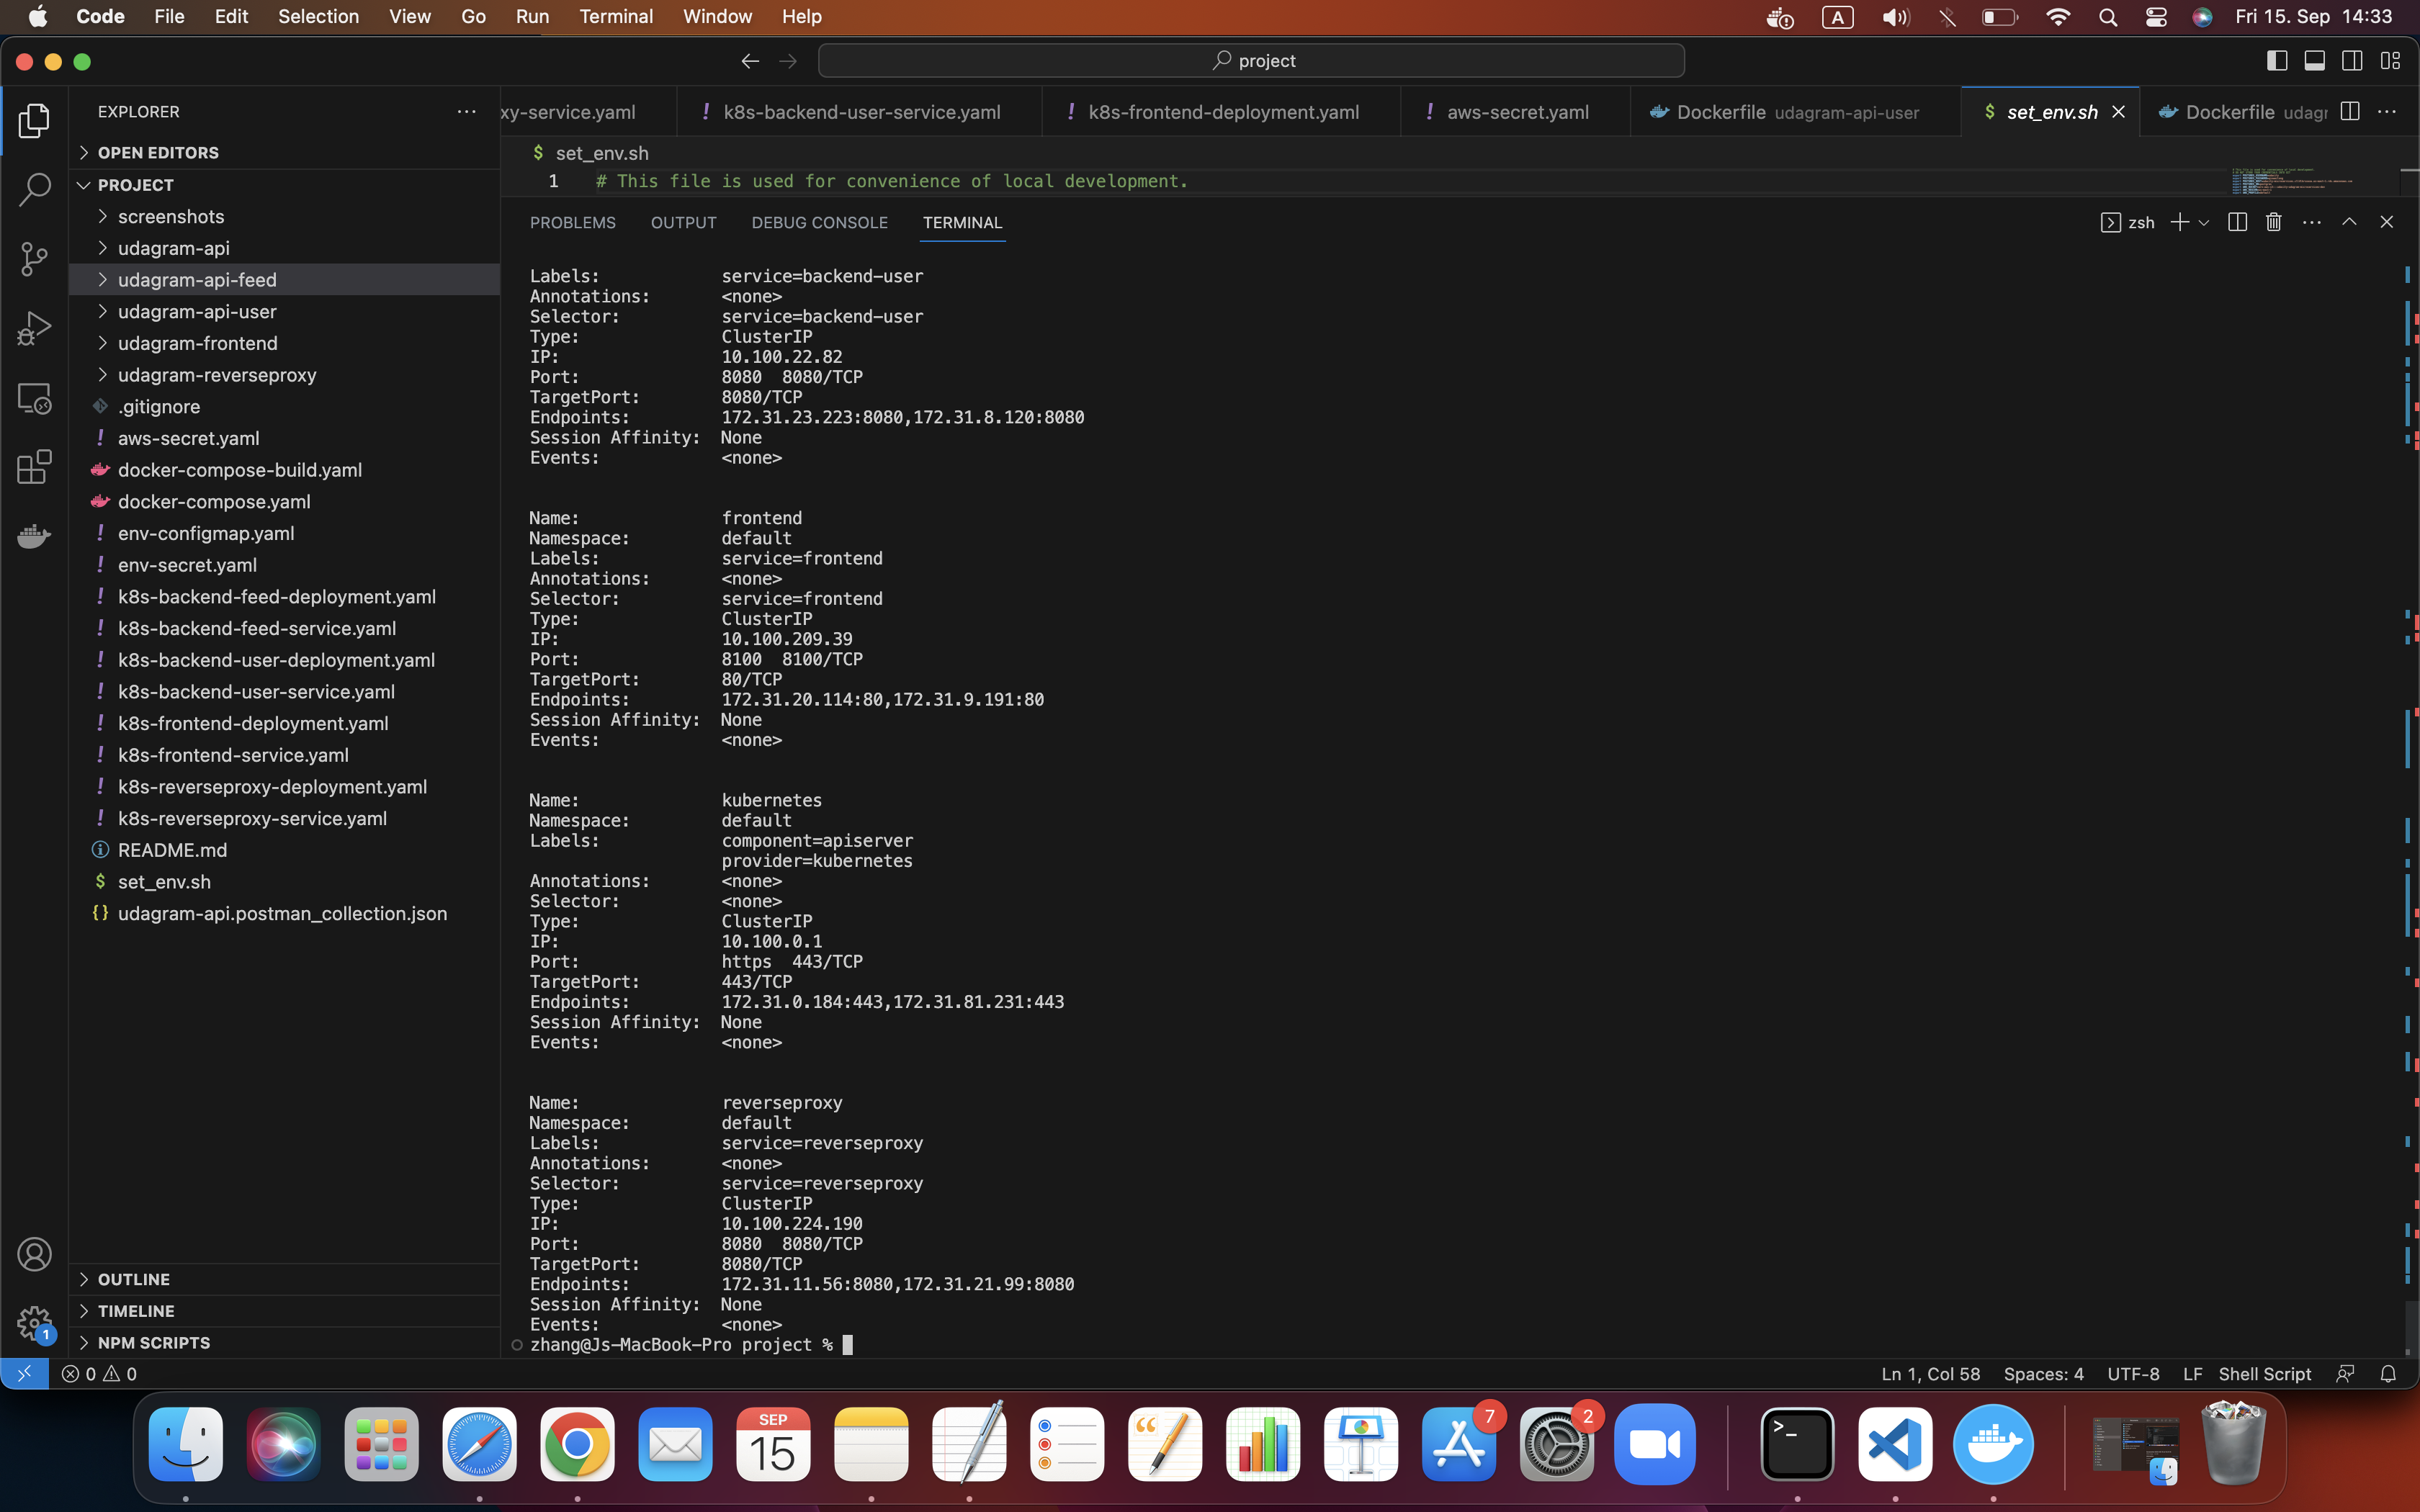 Code File Edit Selection View Go Run Terminal Window Help A Fri 15. Sep 14:33
project
EXPLORER
xy-service.yaml ! k8s-backend-user-service.yaml ! k8s-frontend-deployment.yaml ! aws-secret.yaml Dockerfile udagram-api-user $ set_env.sh Dockerfile udagr
OPEN EDITORS
PROJECT
screenshots
udagram-api
udagram-api-feed
udagram-api-user
udagram-frontend
udagram-reverseproxy
.gitignore
! aws-secret.yaml
docker-compose-build.yaml
docker-compose.yaml
! env-configmap.yaml
! env-secret.yaml
! k8s-backend-feed-deployment.yaml
! k8s-backend-feed-service.yaml
! k8s-backend-user-deployment.yaml
! k8s-backend-user-service.yaml
! k8s-frontend-deployment.yaml
! k8s-frontend-service.yaml
! k8s-reverseproxy-deployment.yaml
! k8s-reverseproxy-service.yaml
README.md
$ set_env.sh
{} udagram-api.postman_collection.json
OUTLINE
TIMELINE
NPM SCRIPTS
1
$ set_env.sh
1 # This file is used for convenience of local development.
PROBLEMS OUTPUT DEBUG CONSOLE TERMINAL zsh
Labels: service=backend-user
Annotations: <none>
Selector: service=backend-user
Type: ClusterIP
IP: 10.100.22.82
Port: 8080 8080/TCP
TargetPort: 8080/TCP
Endpoints: 172.31.23.223:8080,172.31.8.120:8080
Session Affinity: None
Events: <none>
Name: frontend
Namespace: default
Labels: service=frontend
Annotations: <none>
Selector: service=frontend
Type: ClusterIP
IP: 10.100.209.39
Port: 8100 8100/TCP
TargetPort: 80/TCP
Endpoints: 172.31.20.114:80,172.31.9.191:80
Session Affinity: None
Events: <none>
Name: kubernetes
Namespace: default
Labels: component=apiserver
provider=kubernetes
Annotations: <none>
Selector: <none>
Type: ClusterIP
IP: 10.100.0.1
Port: https 443/TCP
TargetPort: 443/TCP
Endpoints: 172.31.0.184:443,172.31.81.231:443
Session Affinity: None
Events: <none>
Name: reverseproxy
Namespace: default
Labels: service=reverseproxy
Annotations: <none>
Selector: service=reverseproxy
Type: ClusterIP
IP: 10.100.224.190
Port: 8080 8080/TCP
TargetPort: 8080/TCP
Endpoints: 172.31.11.56:8080,172.31.21.99:8080
Session Affinity: None
Events: <none>
zhang@Js-MacBook-Pro project %
0 0 Ln 1, Col 58 Spaces: 4 UTF-8 LF Shell Script
SEP
15
7
2